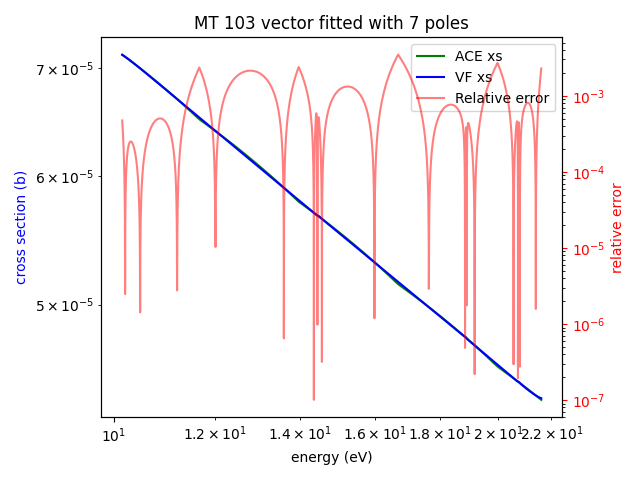 MT 103 vector fitted with 7 poles
ACE xs
VF xs
Relative error
7 × 10⁻⁵
6 × 10⁻⁵
5 × 10⁻⁵
cross section (b)
10⁻³
10⁻⁴
10⁻⁵
10⁻⁶
10⁻⁷
relative error
10¹ 1.2 × 10¹ 1.4 × 10¹ 1.6 × 10¹ 1.8 × 10¹ 2 × 10¹ 2.2 × 10¹
energy (eV)